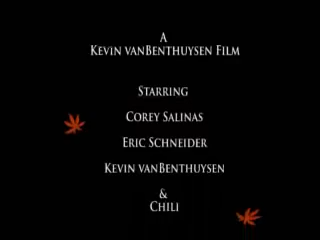 A
Kevin vanBenthuysen Film
Starring
Corey Salinas
Eric Schneider
Kevin vanBenthuysen
&
Chili